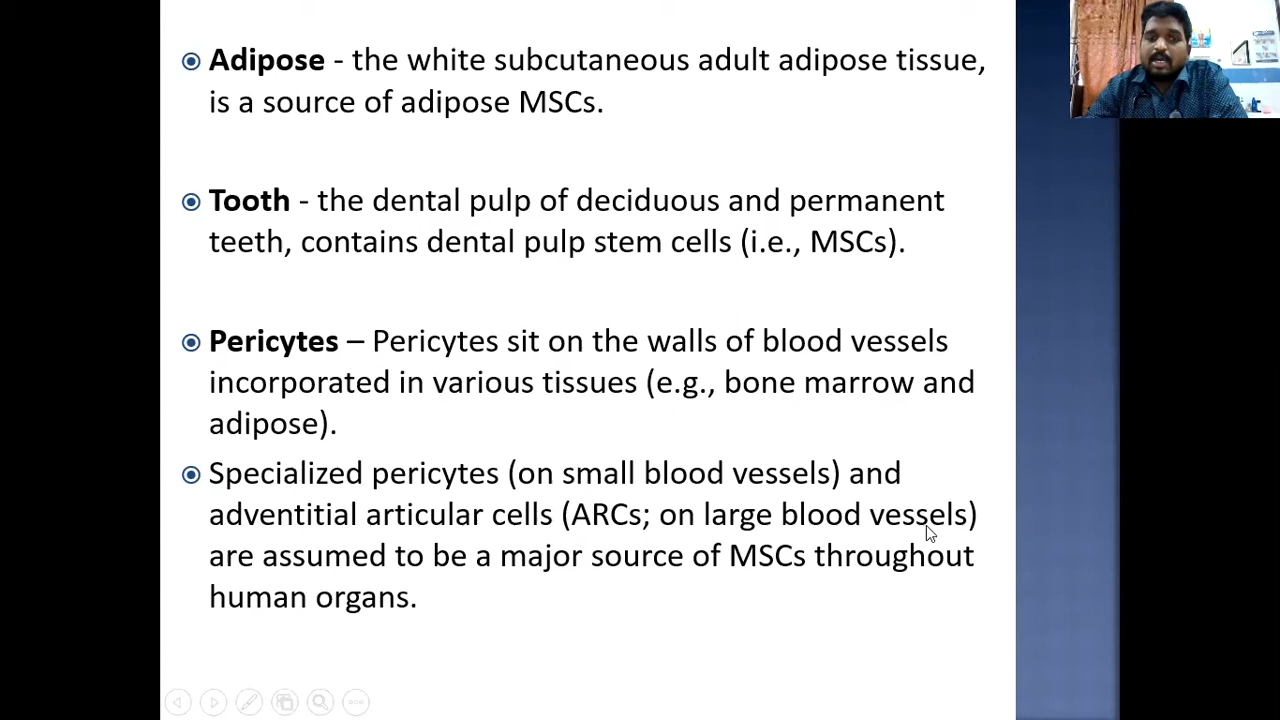 Adipose - the white subcutaneous adult adipose tissue,
is a source of adipose MSCs.
Tooth - the dental pulp of deciduous and permanent
teeth, contains dental pulp stem cells (i.e., MSCs).
Pericytes – Pericytes sit on the walls of blood vessels
incorporated in various tissues (e.g., bone marrow and
adipose).
Specialized pericytes (on small blood vessels) and
adventitial articular cells (ARCs; on large blood vessels)
are assumed to be a major source of MSCs throughout
human organs.